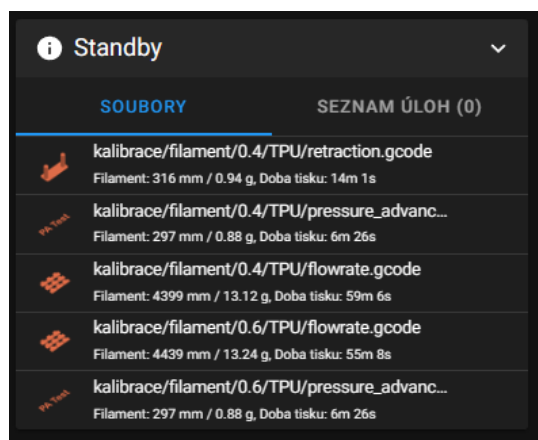 Standby
SOUBORY
SEZNAM ÚLOH (0)
kalibrace/filament/0.4/TPU/retraction.gcode
Filament: 316 mm / 0.94 g, Doba tisku: 14m 1s
kalibrace/filament/0.4/TPU/pressure_advanc...
Filament: 297 mm / 0.88 g, Doba tisku: 6m 26s
kalibrace/filament/0.4/TPU/flowrate.gcode
Filament: 4399 mm / 13.12 g, Doba tisku: 59m 6s
kalibrace/filament/0.6/TPU/flowrate.gcode
Filament: 4439 mm / 13.24 g, Doba tisku: 55m 8s
kalibrace/filament/0.6/TPU/pressure_advanc...
Filament: 297 mm / 0.88 g, Doba tisku: 6m 26s
PA Test
PA Test